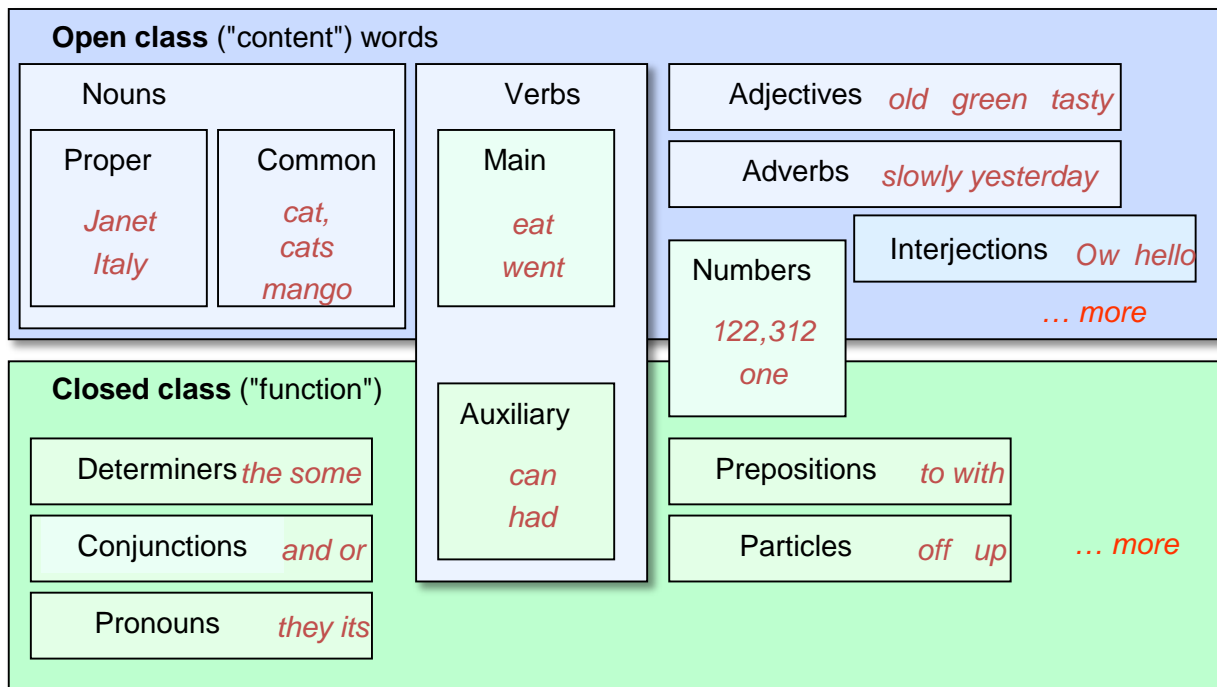 Open class ("content") words
Nouns
Proper
Janet
Italy
Common
cat,
cats
mango
Verbs
Main
eat
went
Adjectives old green tasty
Adverbs slowly yesterday
Interjections Ow hello
Numbers
122,312
one
… more
Closed class ("function")
Determiners the some
Conjunctions and or
Pronouns they its
Auxiliary
can
had
Prepositions to with
Particles off up
… more